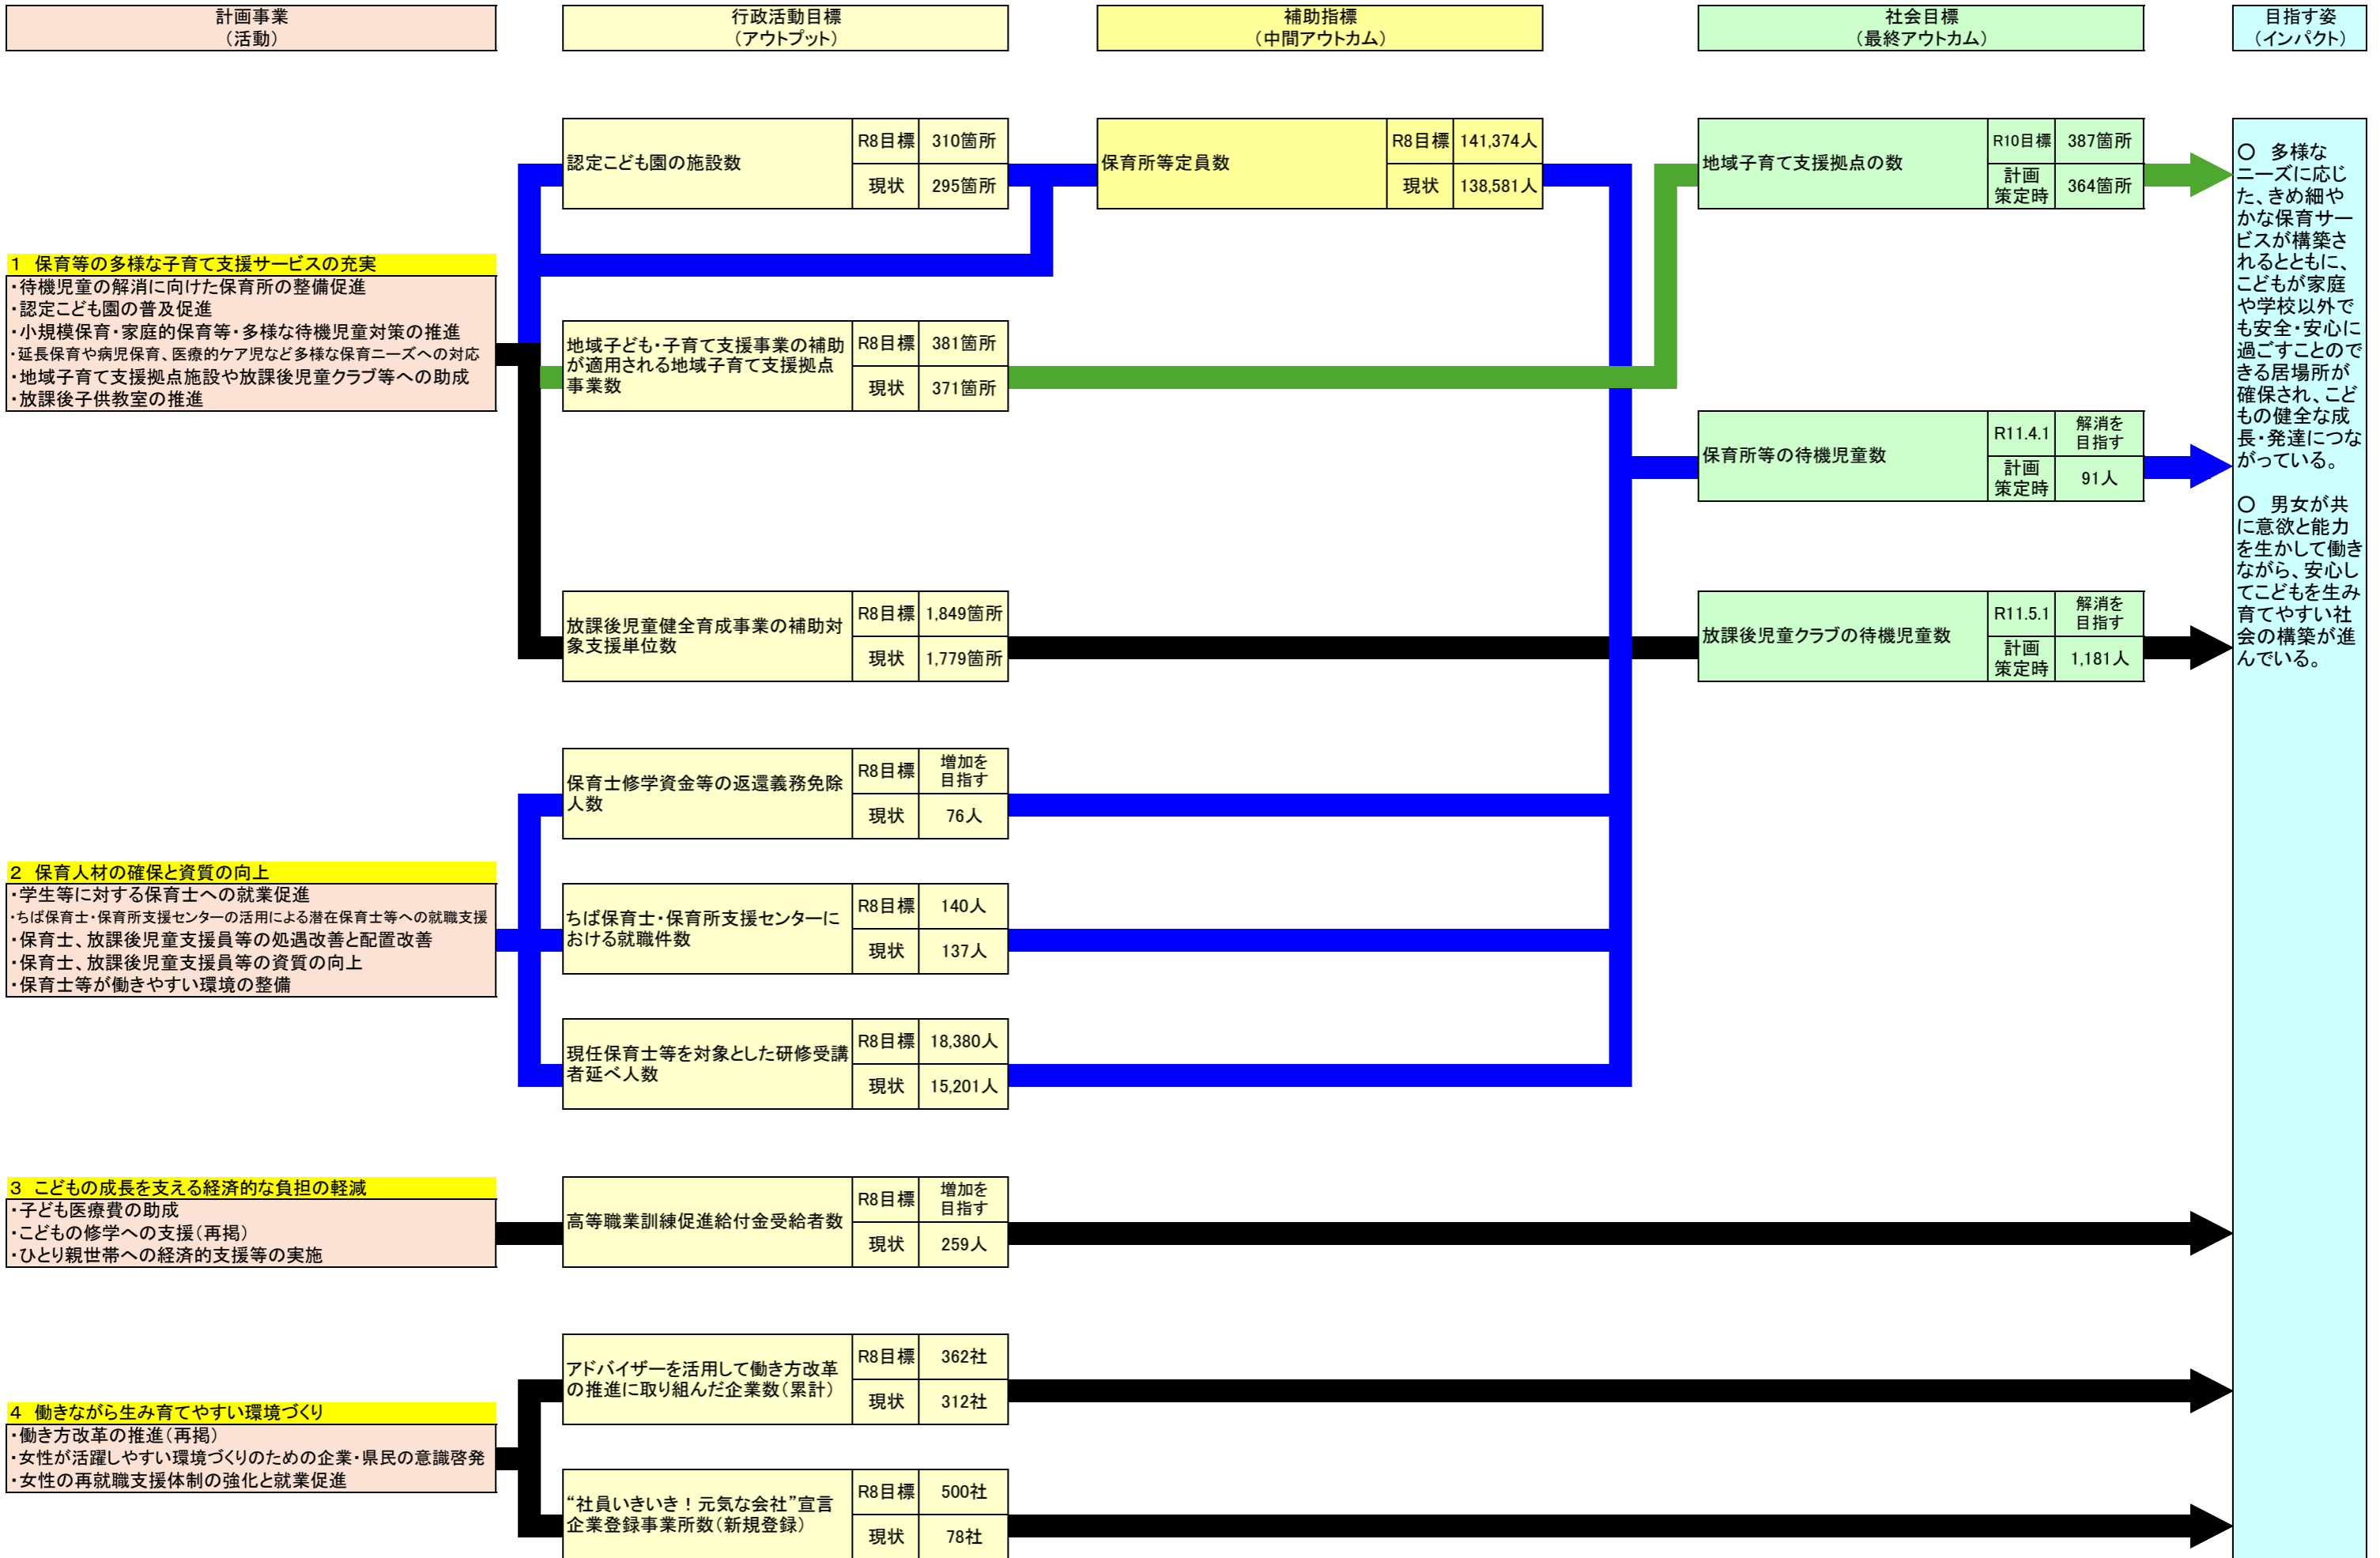 計画事業
（活動）
行政活動目標
（アウトプット）
補助指標
（中間アウトカム）
社会目標
（最終アウトカム）
目指す姿
（インパクト）
1　保育等の多様な子育て支援サービスの充実
・待機児童の解消に向けた保育所の整備促進
・認定こども園の普及促進
・小規模保育・家庭的保育等・多様な待機児童対策の推進
・延長保育や病児保育、医療的ケア児など多様な保育ニーズへの対応
・地域子育て支援拠点施設や放課後児童クラブ等への助成
・放課後子供教室の推進
認定こども園の施設数
R8目標
310箇所
現状
295箇所
保育所等定員数
R8目標
141,374人
現状
138,581人
地域子育て支援拠点の数
R10目標
387箇所
計画
策定時
364箇所
地域子ども・子育て支援事業の補助
が適用される地域子育て支援拠点
事業数
R8目標
381箇所
現状
371箇所
保育所等の待機児童数
R11.4.1
解消を
目指す
計画
策定時
91人
放課後児童健全育成事業の補助対
象支援単位数
R8目標
1,849箇所
現状
1,779箇所
放課後児童クラブの待機児童数
R11.5.1
解消を
目指す
計画
策定時
1,181人
2　保育人材の確保と資質の向上
・学生等に対する保育士への就業促進
・ちば保育士・保育所支援センターの活用による潜在保育士等への就職支援
・保育士、放課後児童支援員等の処遇改善と配置改善
・保育士、放課後児童支援員等の資質の向上
・保育士等が働きやすい環境の整備
保育士修学資金等の返還義務免除
人数
R8目標
増加を
目指す
現状
76人
ちば保育士・保育所支援センターに
おける就職件数
R8目標
140人
現状
137人
現任保育士等を対象とした研修受講
者延べ人数
R8目標
18,380人
現状
15,201人
3　こどもの成長を支える経済的な負担の軽減
・子ども医療費の助成
・こどもの修学への支援（再掲）
・ひとり親世帯への経済的支援等の実施
高等職業訓練促進給付金受給者数
R8目標
増加を
目指す
現状
259人
4　働きながら生み育てやすい環境づくり
・働き方改革の推進（再掲）
・女性が活躍しやすい環境づくりのための企業・県民の意識啓発
・女性の再就職支援体制の強化と就業促進
アドバイザーを活用して働き方改革
の推進に取り組んだ企業数（累計）
R8目標
362社
現状
312社
“社員いきいき！元気な会社”宣言
企業登録事業所数（新規登録）
R8目標
500社
現状
78社
○　多様な
ニーズに応じ
た、きめ細や
かな保育サー
ビスが構築さ
れるとともに、
こどもが家庭
や学校以外で
も安全・安心に
過ごすことので
きる居場所が
確保され、こど
もの健全な成
長・発達につな
がっている。
○　男女が共
に意欲と能力
を生かして働き
ながら、安心し
てこどもを生み
育てやすい社
会の構築が進
んでいる。